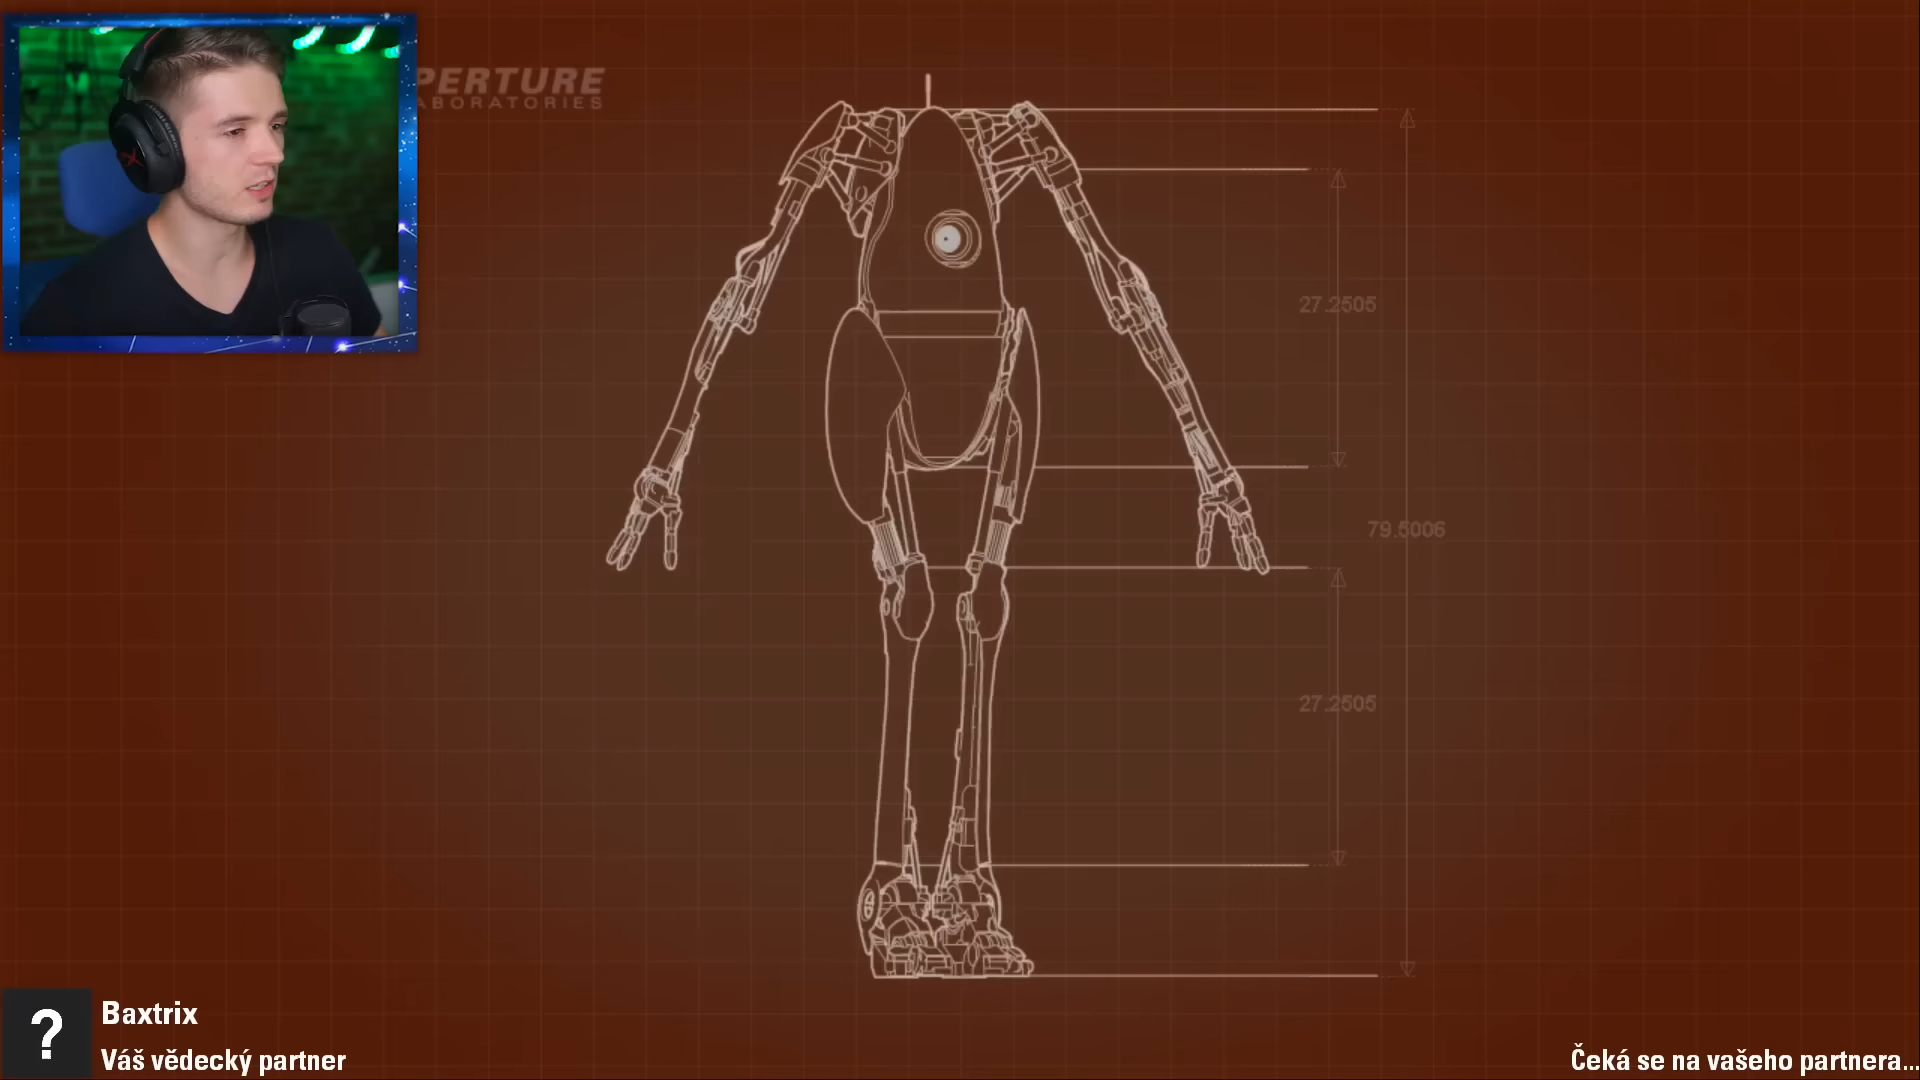 PERTURE
ABORATORIES
27.2505
79.5006
27.2505
Baxtrix
Váš vědecký partner
Čeká se na vašeho partnera...
?